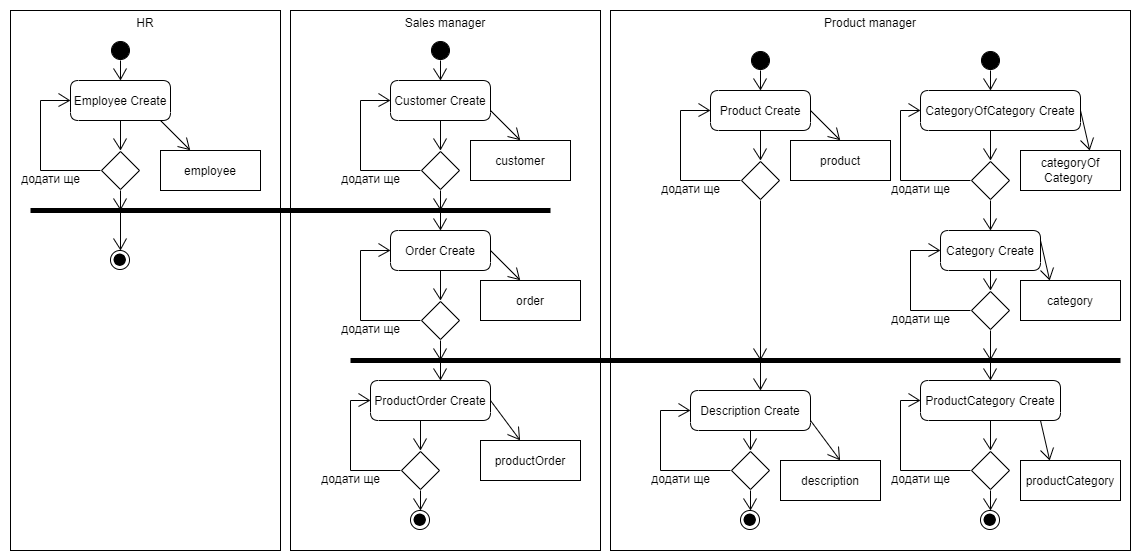 HR
Employee Create
employee
додати ще
Sales manager
Customer Create
customer
додати ще
Order Create
order
додати ще
ProductOrder Create
productOrder
додати ще
Product manager
Product Create
product
додати ще
Description Create
description
додати ще
CategoryOfCategory Create
categoryOf
Category
додати ще
Category Create
category
додати ще
ProductCategory Create
productCategory
додати ще